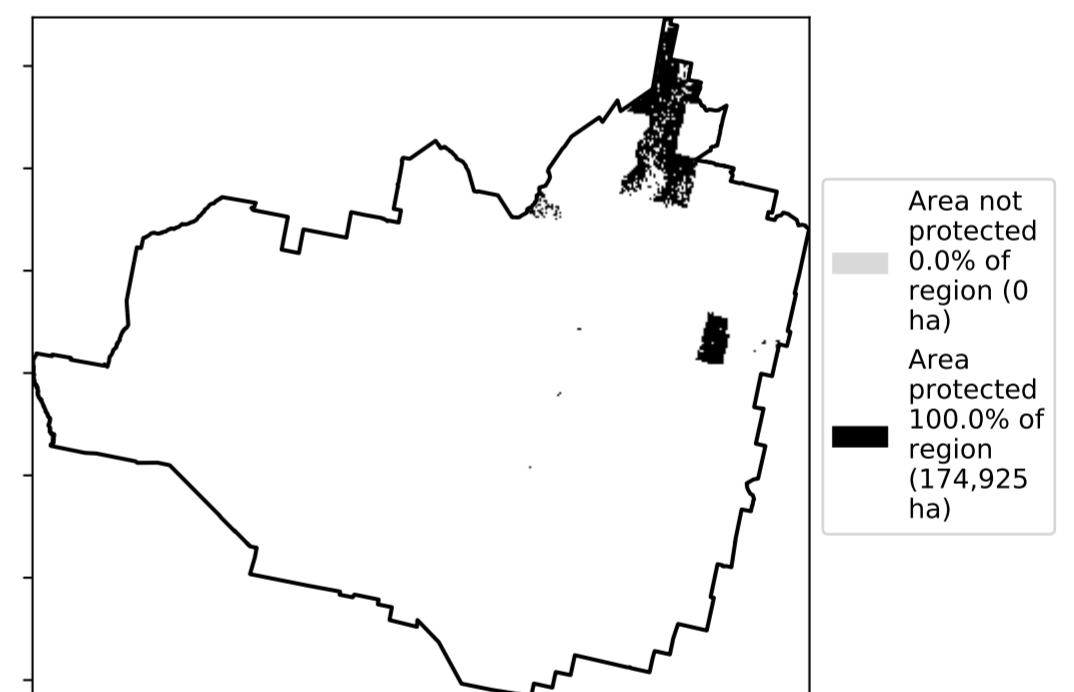 Area not
protected
0.0% of
region (0
ha)
Area
protected
100.0% of
region
(174,925
ha)